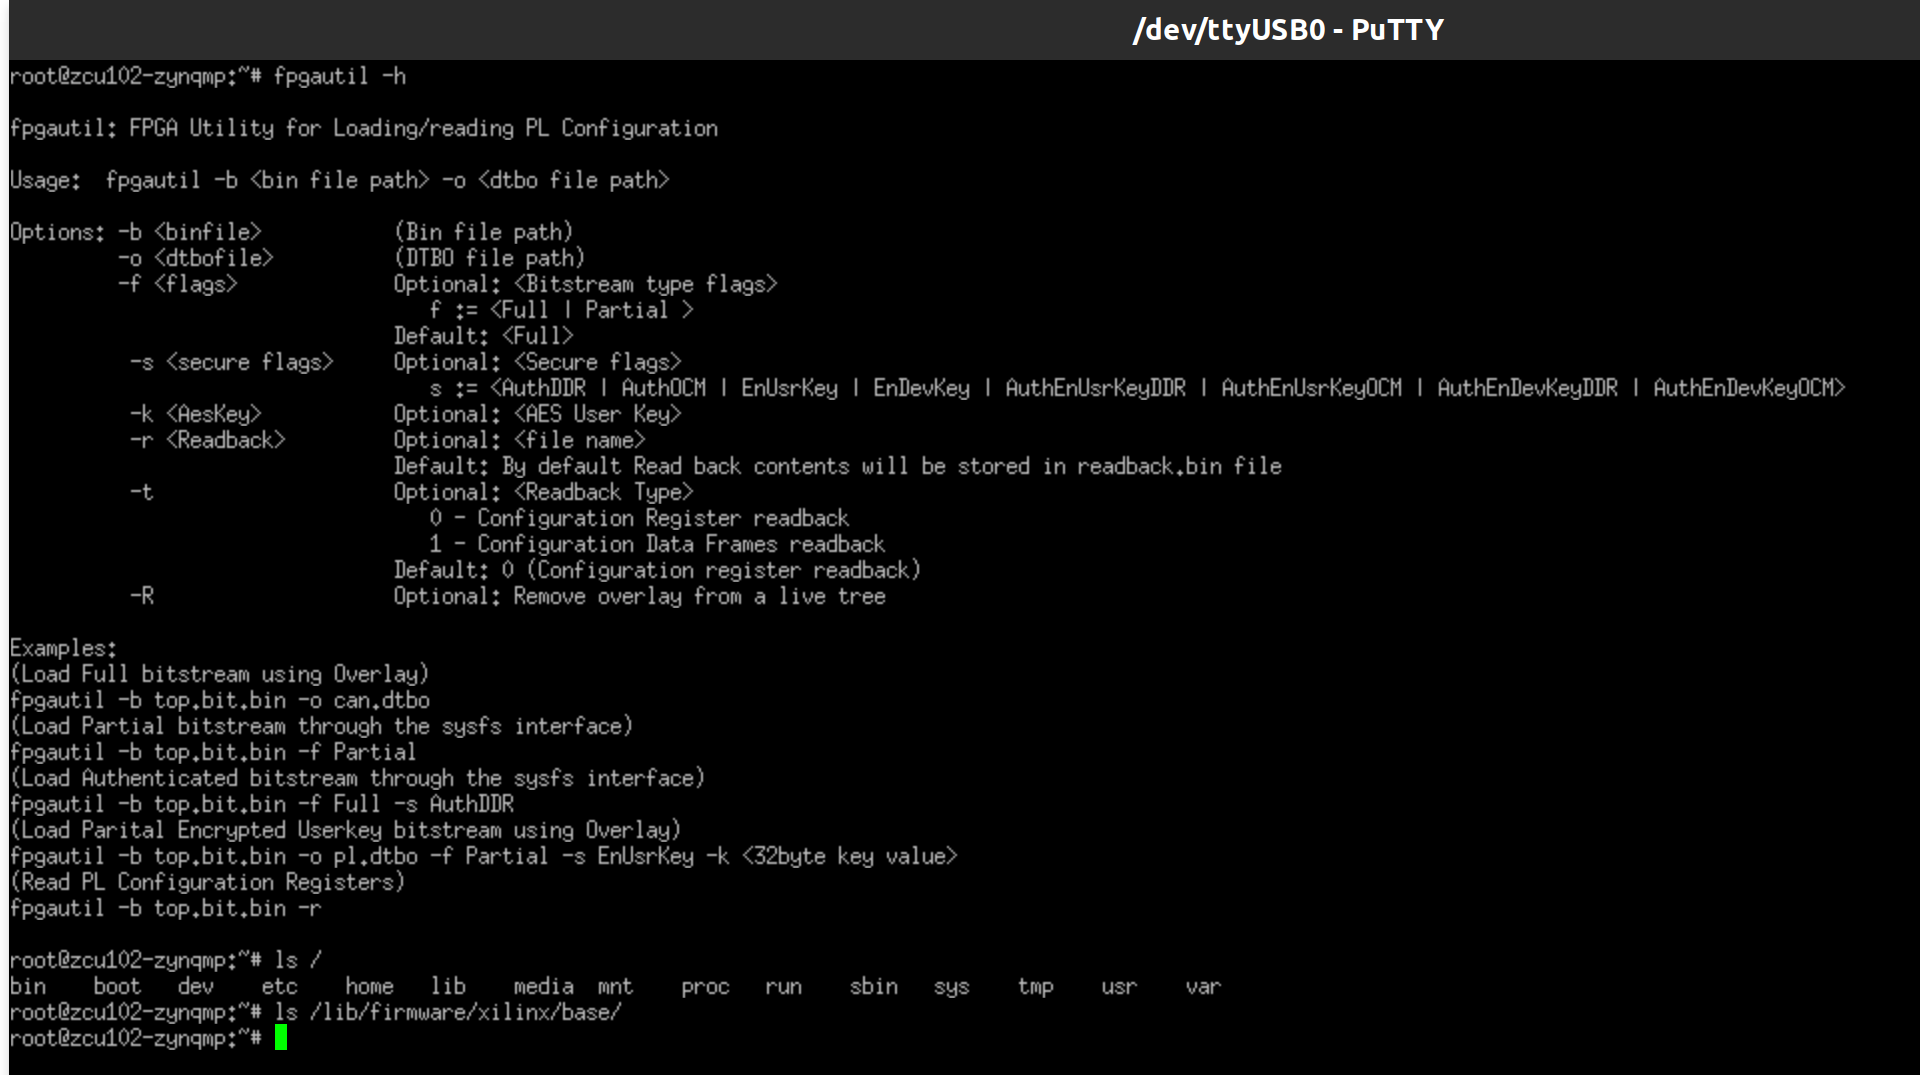 /dev/ttyUSB0 - PuTTY
root@zcu102-zynqmp:~# fpgautil -h
fpgautil: FPGA Utility for Loading/reading PL Configuration
Usage:  fpgautil -b <bin file path> -o <dtbo file path>
Options: -b <binfile>           (Bin file path)
         -o <dtbofile>          (DTBO file path)
         -f <flags>             Optional: <Bitstream type flags>
                                   f := <Full | Partial >
                                Default: <Full>
          -s <secure flags>     Optional: <Secure flags>
                                   s := <AuthDDR | AuthOCM | EnUsrKey | EnDevKey | AuthEnUsrKeyDDR | AuthEnUsrKeyOCM | AuthEnDevKeyDDR | AuthEnDevKeyOCM>
          -k <AesKey>           Optional: <AES User Key>
          -r <Readback>         Optional: <file name>
                                Default: By default Read back contents will be stored in readback.bin file
          -t                    Optional: <Readback Type>
                                   0 - Configuration Register readback
                                   1 - Configuration Data Frames readback
                                Default: 0 (Configuration register readback)
          -R                    Optional: Remove overlay from a live tree
Examples:
(Load Full bitstream using Overlay)
fpgautil -b top.bit.bin -o can.dtbo
(Load Partial bitstream through the sysfs interface)
fpgautil -b top.bit.bin -f Partial
(Load Authenticated bitstream through the sysfs interface)
fpgautil -b top.bit.bin -f Full -s AuthDDR
(Load Parital Encrypted Userkey bitstream using Overlay)
fpgautil -b top.bit.bin -o pl.dtbo -f Partial -s EnUsrKey -k <32byte key value>
(Read PL Configuration Registers)
fpgautil -b top.bit.bin -r
root@zcu102-zynqmp:~# ls /
bin    boot   dev    etc    home   lib    media  mnt    proc   run    sbin   sys    tmp    usr    var
root@zcu102-zynqmp:~# ls /lib/firmware/xilinx/base/
root@zcu102-zynqmp:~#